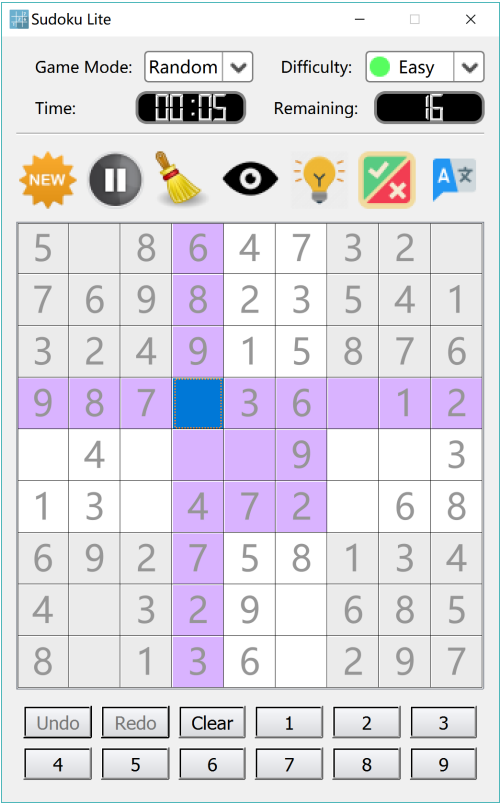 Sudoku Lite
Game Mode: Random Difficulty: Easy
Time: 00:05 Remaining: 16
NEW A 文
5 8 6 4 7 3 2
7 6 9 8 2 3 5 4 1
3 2 4 9 1 5 8 7 6
9 8 7 3 6 1 2
4 9 3
1 3 4 7 2 6 8
6 9 2 7 5 8 1 3 4
4 3 2 9 6 8 5
8 1 3 6 2 9 7
Undo Redo Clear 1 2 3
4 5 6 7 8 9